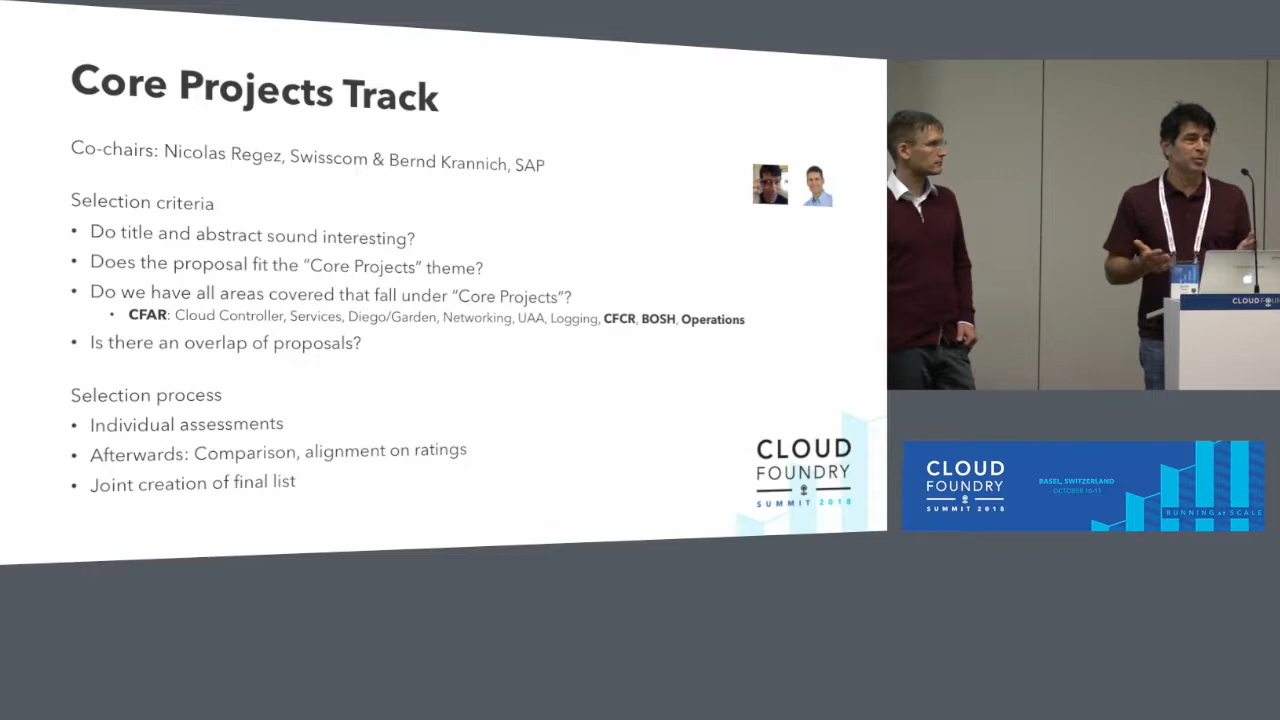 Core Projects Track
Co-chairs: Nicolas Regez, Swisscom & Bernd Krannich, SAP
Selection criteria
• Do title and abstract sound interesting?
• Does the proposal fit the “Core Projects” theme?
• Do we have all areas covered that fall under “Core Projects”?
• CFAR: Cloud Controller, Services, Diego/Garden, Networking, UAA, Logging, CFCR, BOSH, Operations
• Is there an overlap of proposals?
Selection process
• Individual assessments
• Afterwards: Comparison, alignment on ratings
• Joint creation of final list
CLOUD
FOUNDRY
SUMMIT 2018
CLOUD
CLOUD
FOUNDRY
SUMMIT 2018
BASEL, SWITZERLAND
OCTOBER 10-11
RUNNING AT SCALE